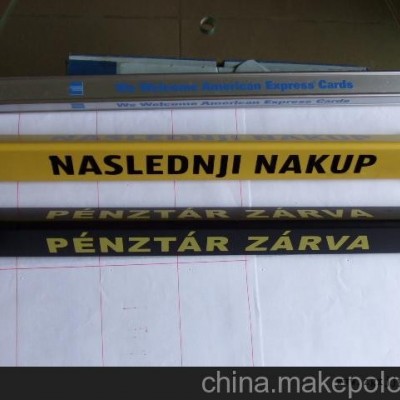 We Welcome American Express Cards
We Welcome American Express Cards
NASLEDNJI NAKUP
PÉNZTÁR ZÁRVA
PÉNZTÁR ZÁRVA
china.makepolo